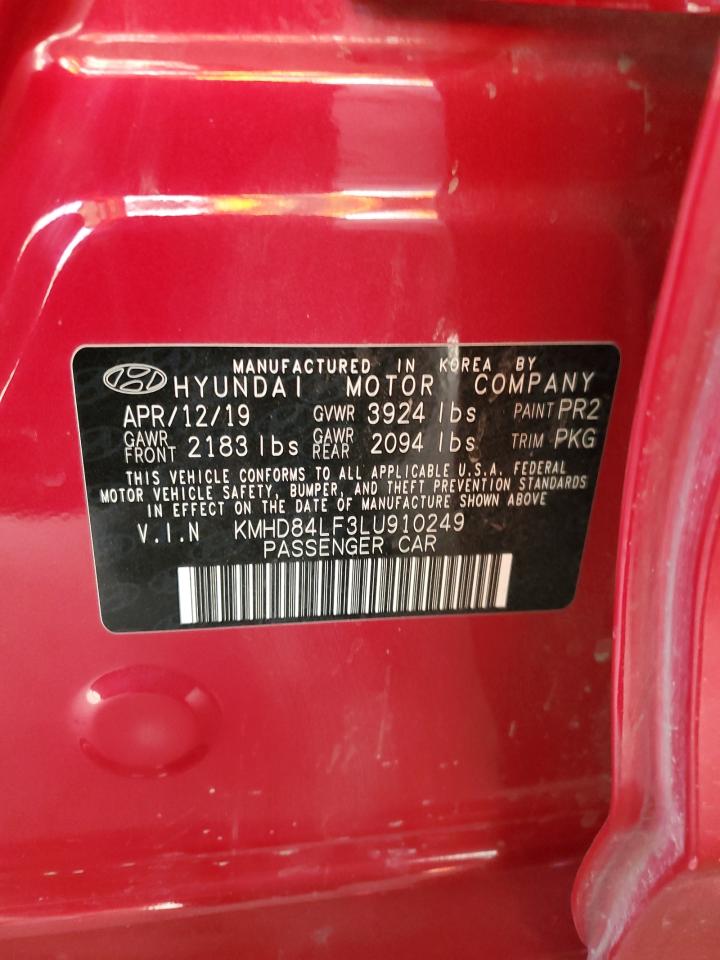 MANUFACTURED IN KOREA BY
HYUNDAI MOTOR COMPANY
APR/12/19 GVWR 3924 lbs PAINT PR2
GAWR FRONT 2183 lbs GAWR REAR 2094 lbs TRIM PKG
THIS VEHICLE CONFORMS TO ALL APPLICABLE U.S.A. FEDERAL
MOTOR VEHICLE SAFETY, BUMPER, AND THEFT PREVENTION STANDARDS
IN EFFECT ON THE DATE OF MANUFACTURE SHOWN ABOVE
V.I.N KMHD84LF3LU910249
PASSENGER CAR